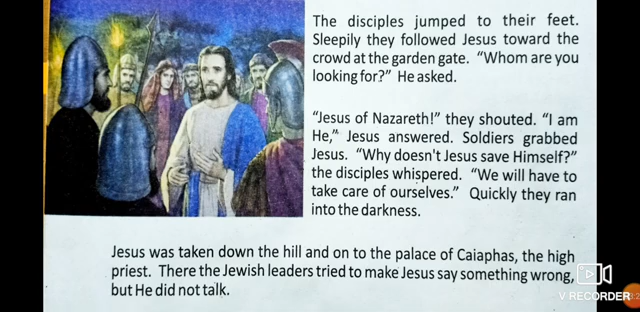 The disciples jumped to their feet.
Sleepily they followed Jesus toward the
crowd at the garden gate. “Whom are you
looking for?” He asked.
“Jesus of Nazareth!” they shouted. “I am
He,” Jesus answered. Soldiers grabbed
Jesus. “Why doesn't Jesus save Himself?”
the disciples whispered. “We will have to
take care of ourselves.” Quickly they ran
into the darkness.
Jesus was taken down the hill and on to the palace of Caiaphas, the high
priest. There the Jewish leaders tried to make Jesus say something wrong,
but He did not talk.
V RECORDER